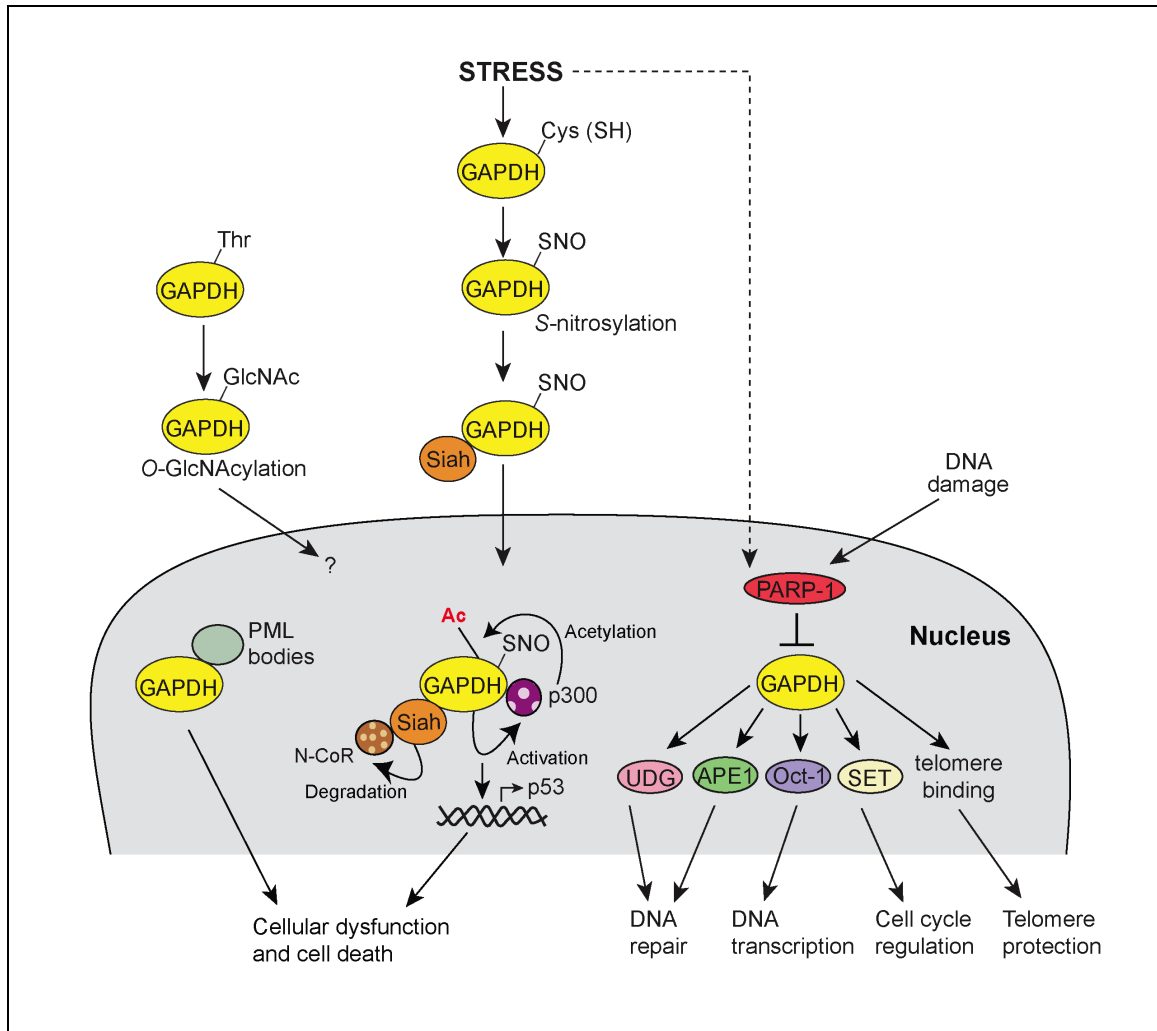 STRESS
Cys (SH)
GAPDH
SNO
GAPDH
S-nitrosylation
SNO
GAPDH
Siah
Thr
GAPDH
GlcNAc
GAPDH
O-GlcNAcylation
?
DNA
damage
PARP-1
Nucleus
GAPDH
UDG
APE1
Oct-1
SET
telomere
binding
PML
bodies
GAPDH
Ac
SNO
Acetylation
GAPDH
p300
Siah
N-CoR
Activation
Degradation
p53
Cellular dysfunction
and cell death
DNA
repair
DNA
transcription
Cell cycle
regulation
Telomere
protection